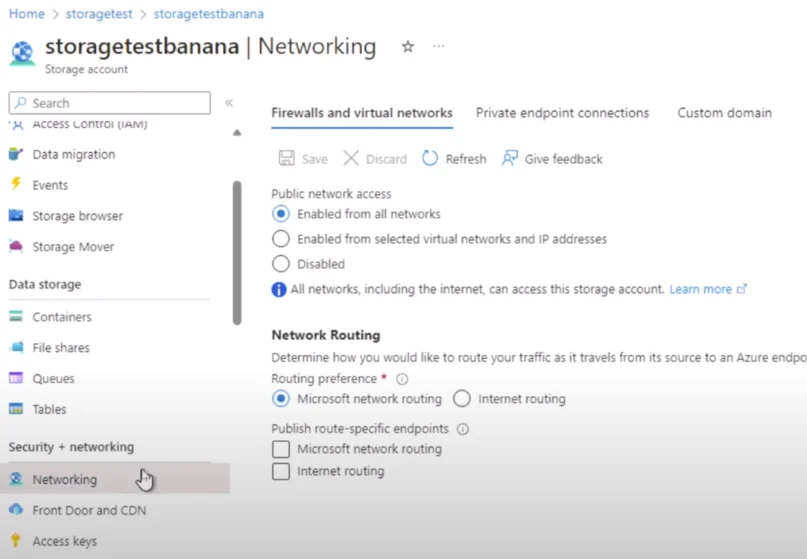 Home > storagetest > storagetestbanana
storagetestbanana | Networking ☆ ...
Storage account
Search «
Access Control (IAM)
Data migration
Events
Storage browser
Storage Mover
Data storage
Containers
File shares
Queues
Tables
Security + networking
Networking
Front Door and CDN
Access keys
Firewalls and virtual networks Private endpoint connections Custom domain
Save Discard Refresh Give feedback
Public network access
Enabled from all networks
Enabled from selected virtual networks and IP addresses
Disabled
All networks, including the internet, can access this storage account. Learn more
Network Routing
Determine how you would like to route your traffic as it travels from its source to an Azure endpo
Routing preference *
Microsoft network routing Internet routing
Publish route-specific endpoints
Microsoft network routing
Internet routing